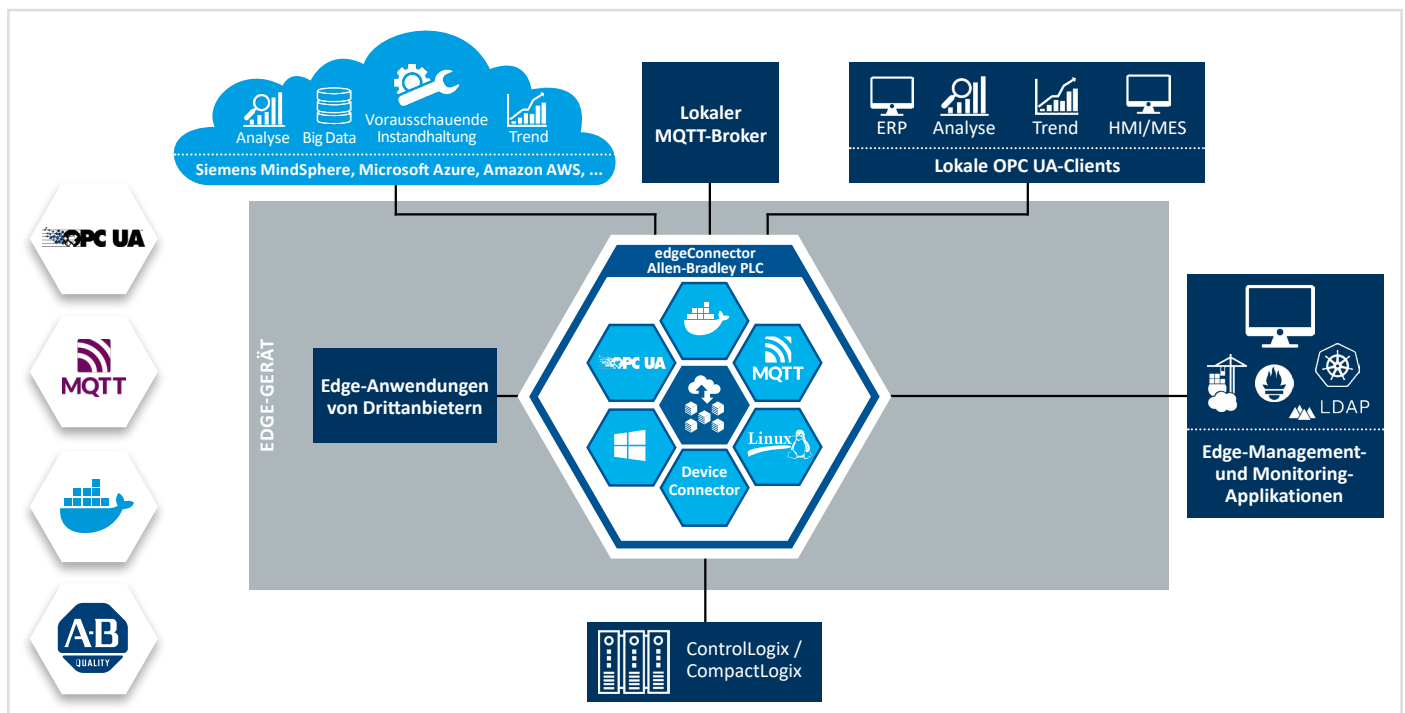 Analyse
Big Data
Vorausschauende
Instandhaltung
Trend
Siemens MindSphere, Microsoft Azure, Amazon AWS, ...
Lokaler
MQTT-Broker
ERP
Analyse
Trend
HMI/MES
Lokale OPC UA-Clients
OPC UA
MQTT
A-B
QUALITY
EDGE-GERÄT
Edge-Anwendungen
von Drittanbietern
edgeConnector
Allen-Bradley PLC
OPC UA
MQTT
Linux
Device
Connector
LDAP
Edge-Management-
und Monitoring-
Applikationen
ControlLogix /
CompactLogix